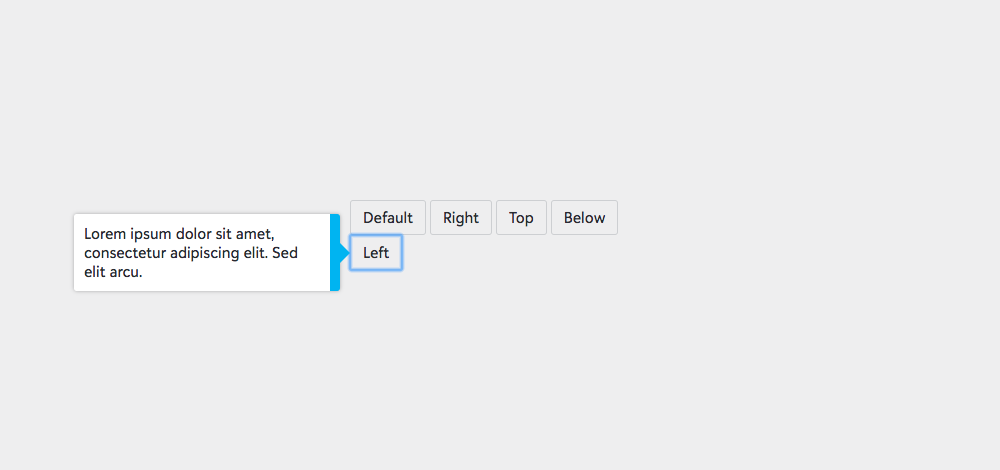 Default Right Top Below
Left
Lorem ipsum dolor sit amet,
consectetur adipiscing elit. Sed
elit arcu.